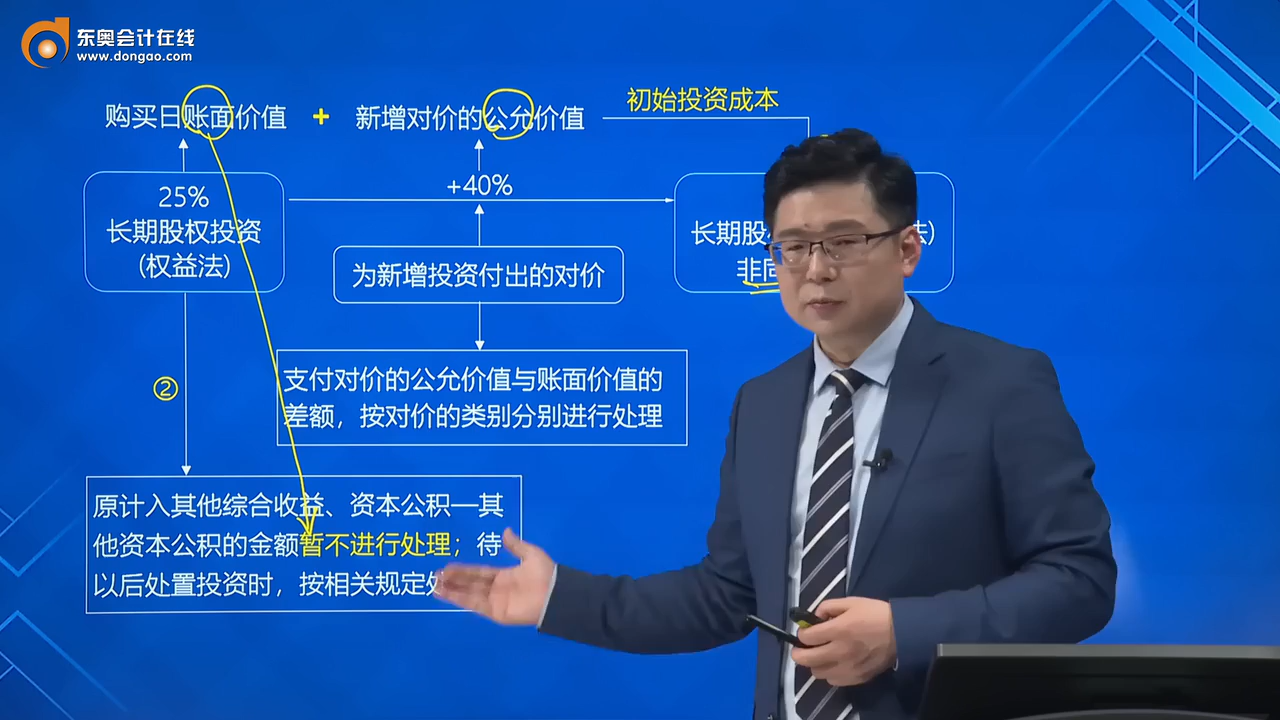 东奥会计在线
www.dongao.com
购买日账面价值 + 新增对价的公允价值 初始投资成本
25%
长期股权投资
(权益法)
+40%
长期股
法)
非同
为新增投资付出的对价
②
支付对价的公允价值与账面价值的
差额，按对价的类别分别进行处理
原计入其他综合收益、资本公积—其
他资本公积的金额暂不进行处理；待
以后处置投资时，按相关规定